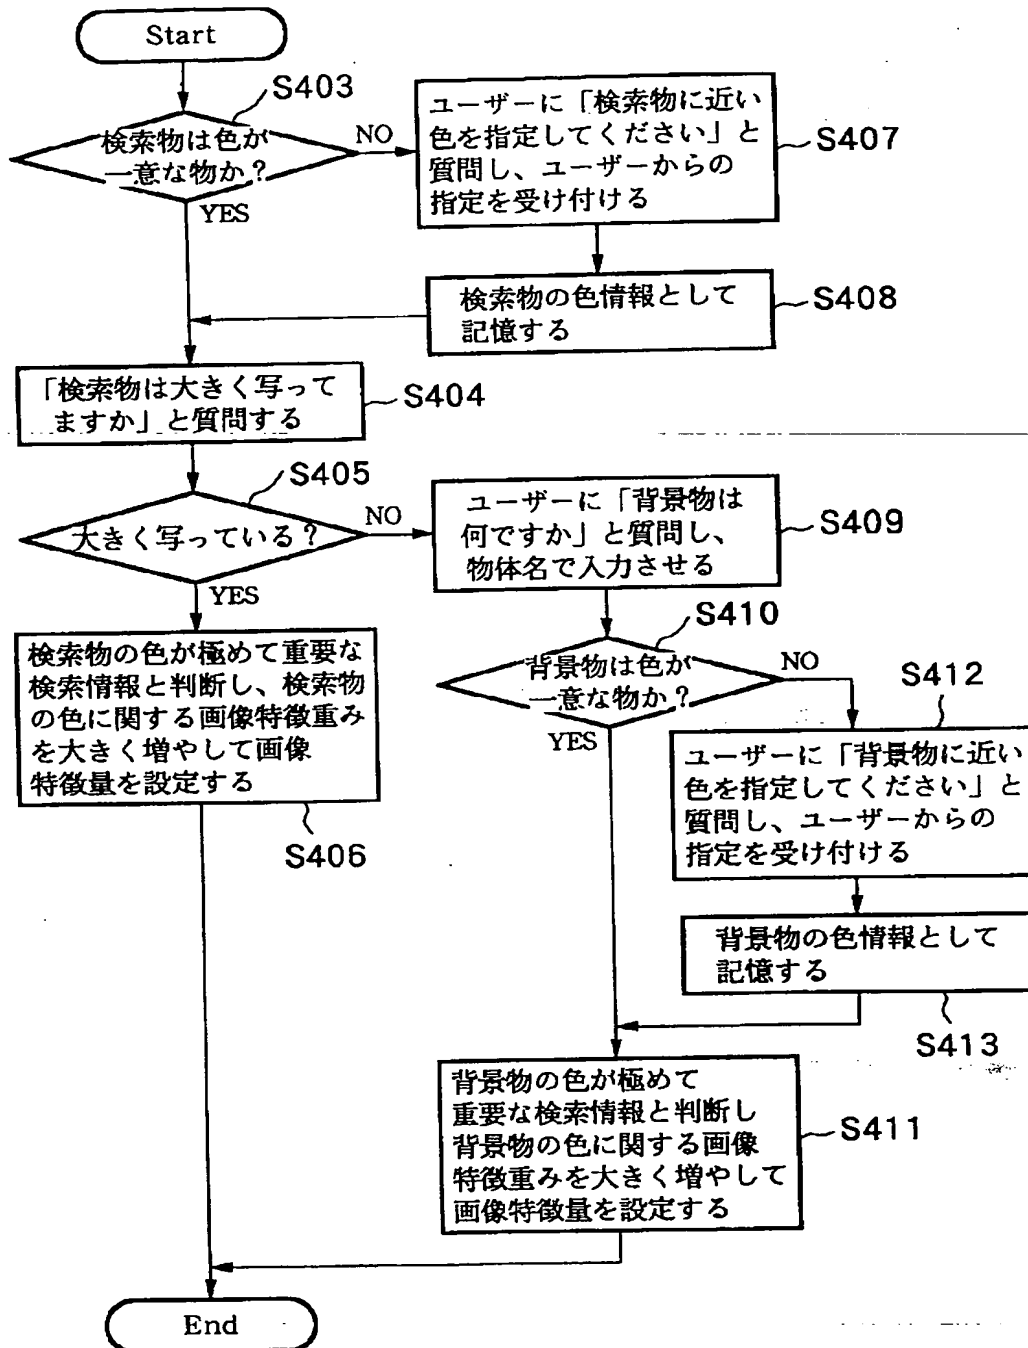 Start
S403
検索物は色が
一意な物か?
NO
YES
ユーザーに「検索物に近い
色を指定してください」と
質問し、ユーザーからの
指定を受け付ける
S407
検索物の色情報として
記憶する
S408
「検索物は大きく写って
ますか」と質問する
S404
S405
大きく写っている?
NO
YES
ユーザーに「背景物は
何ですか」と質問し、
物体名で入力させる
S409
検索物の色が極めて重要な
検索情報と判断し、検索物
の色に関する画像特徴重み
を大きく増やして画像
特徴量を設定する
S406
S410
背景物は色が
一意な物か?
NO
YES
S412
ユーザーに「背景物に近い
色を指定してください」と
質問し、ユーザーからの
指定を受け付ける
背景物の色情報として
記憶する
S413
背景物の色が極めて
重要な検索情報と判断し
背景物の色に関する画像
特徴重みを大きく増やして
画像特徴量を設定する
S411
End